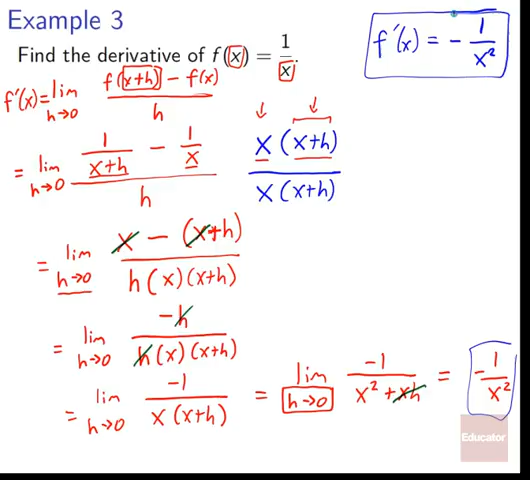 Example 3
Find the derivative of f(x) = 1/x.
f'(x) = - 1/x²
f'(x) = lim h→0 (f(x+h) - f(x))/h
= lim h→0 (1/(x+h) - 1/x)/h
x(x+h)/x(x+h)
= lim h→0 (x - (x+h))/(h(x)(x+h))
= lim h→0 -h/(h(x)(x+h))
= lim h→0 -1/(x(x+h)) = lim h→0 -1/(x² + xh) = -1/x²
Educator